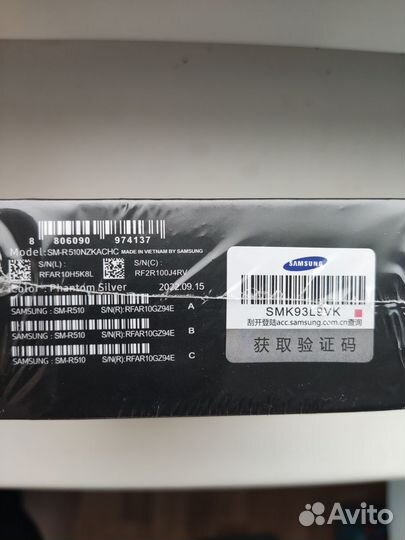 8 806090 974137
Model:SM-R510NZKACHC MADE IN VIETNAM BY SAMSUNG
S/N(L) :
RFAR10H5K8L
S/N(C) :
RF2R100J4RV
Color : Phantom Silver 2022.09.15
SAMSUNG : SM-R510 S/N(R):RFAR10GZ94E A
SAMSUNG : SM-R510 S/N(R):RFAR10GZ94E B
SAMSUNG : SM-R510 S/N(R):RFAR10GZ94E C
SAMSUNG
SMK93L9VK
刮开登陆acc.samsung.com.cn查询
获取验证码
Avito